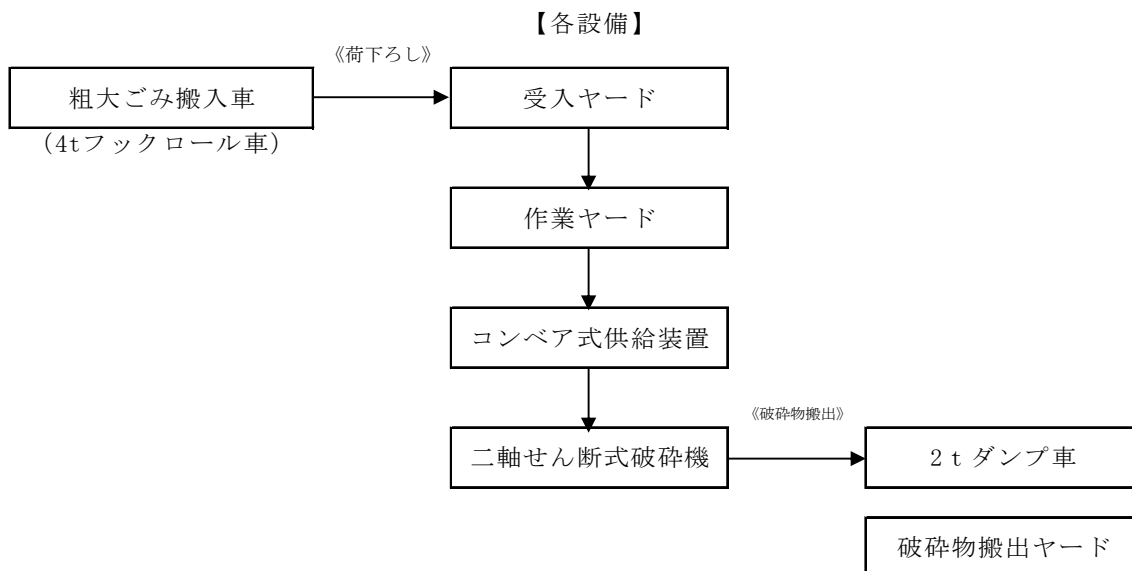 【各設備】
《荷下ろし》
粗大ごみ搬入車
受入ヤード
(4tフックロール車)
作業ヤード
コンベア式供給装置
《破砕物搬出》
二軸せん断式破砕機
2tダンプ車
破砕物搬出ヤード